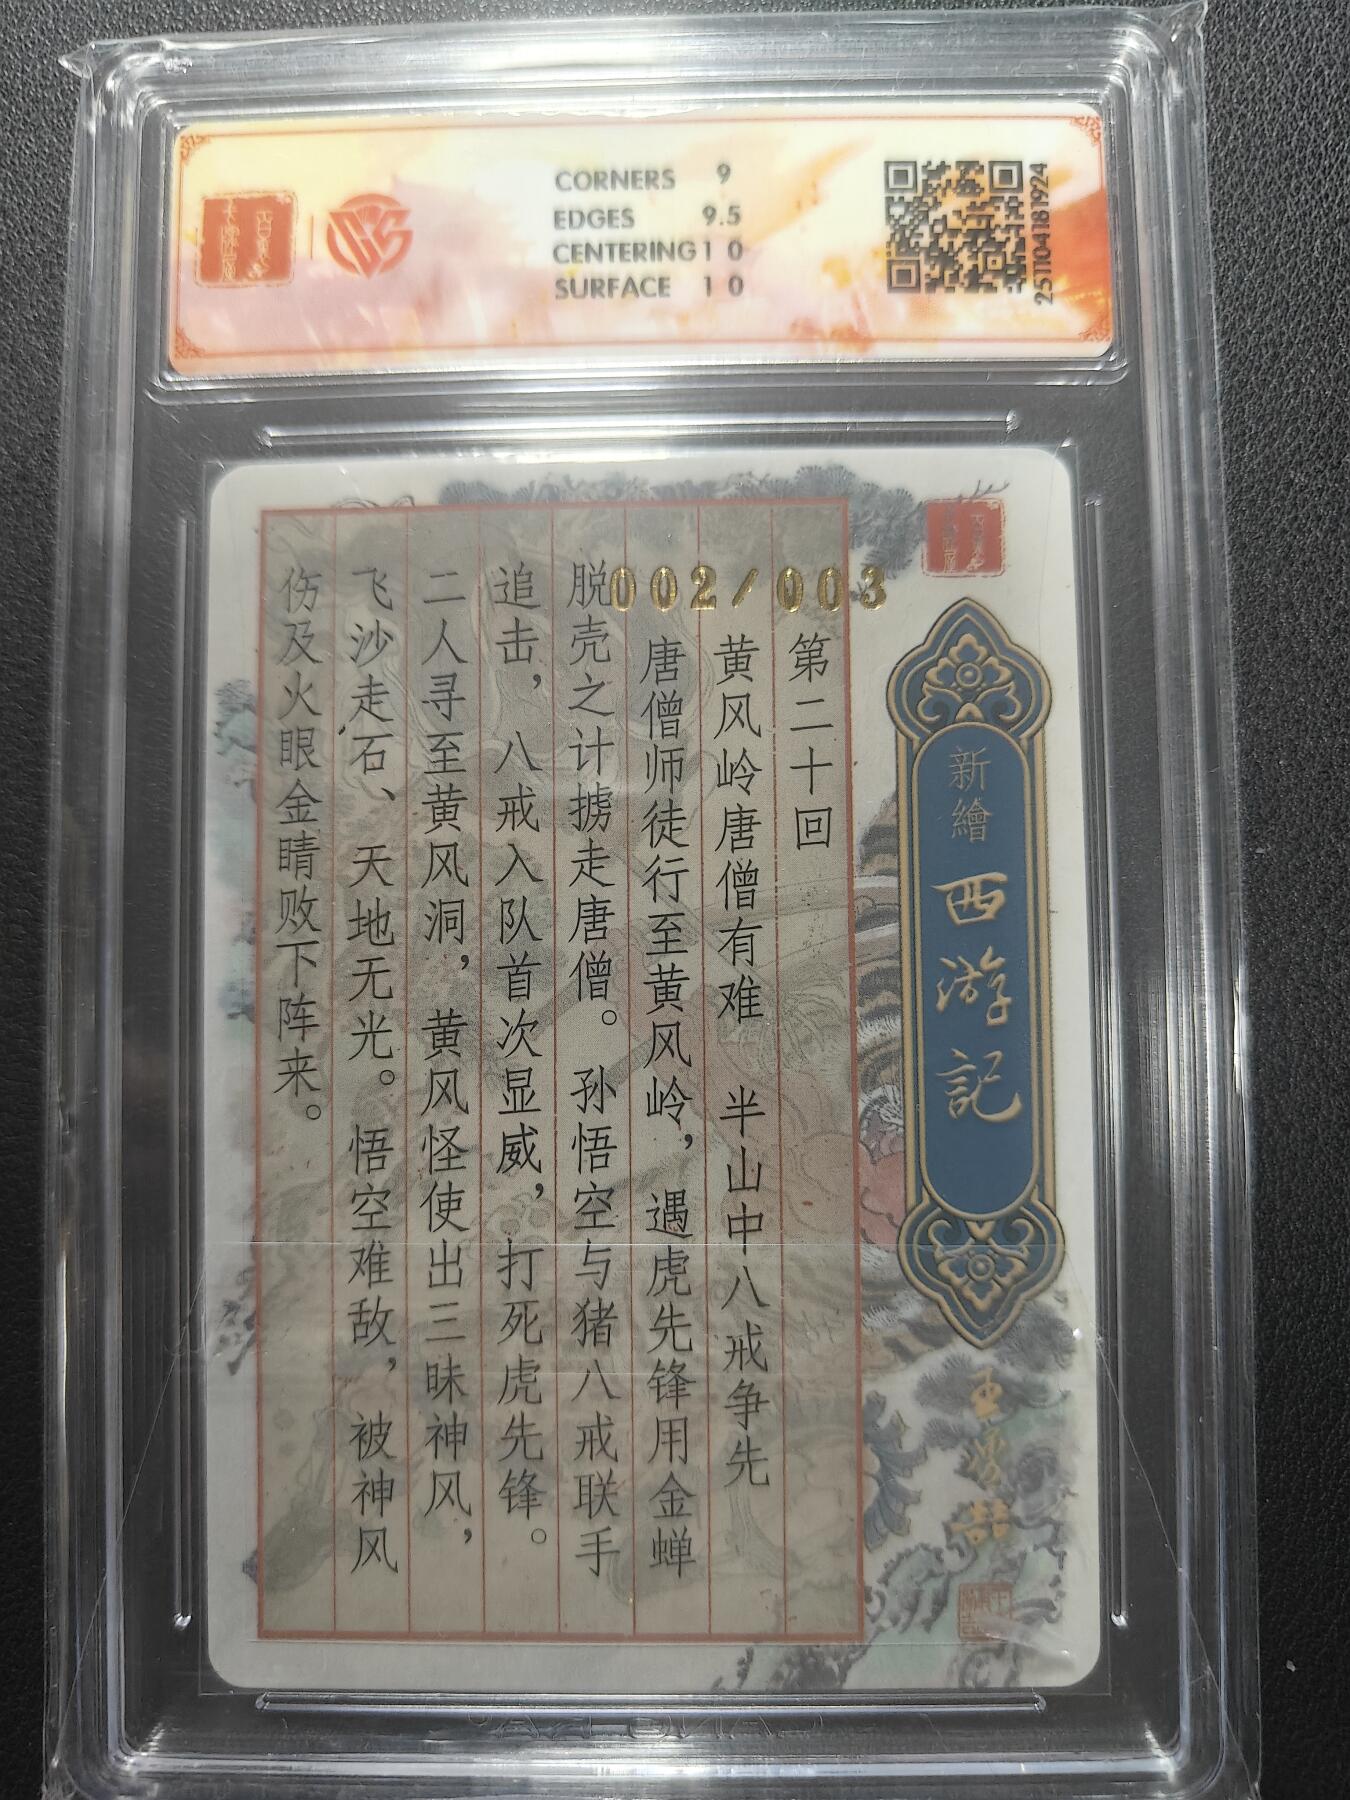 CORNERS 9
EDGES 9.5
CENTERING 10
SURFACE 10
251104181924
002/003
新繪
西游記
第二十回
黄风岭唐僧有难 半山中八戒争先
唐僧师徒行至黄风岭，遇虎先锋用金蝉
脱壳之计掳走唐僧。孙悟空与猪八戒联手
追击，八戒入队首次显威，打死虎先锋。
二人寻至黄风洞，黄风怪使出三昧神风，
飞沙走石、天地无光。悟空难敌，被神风
伤及火眼金睛败下阵来。